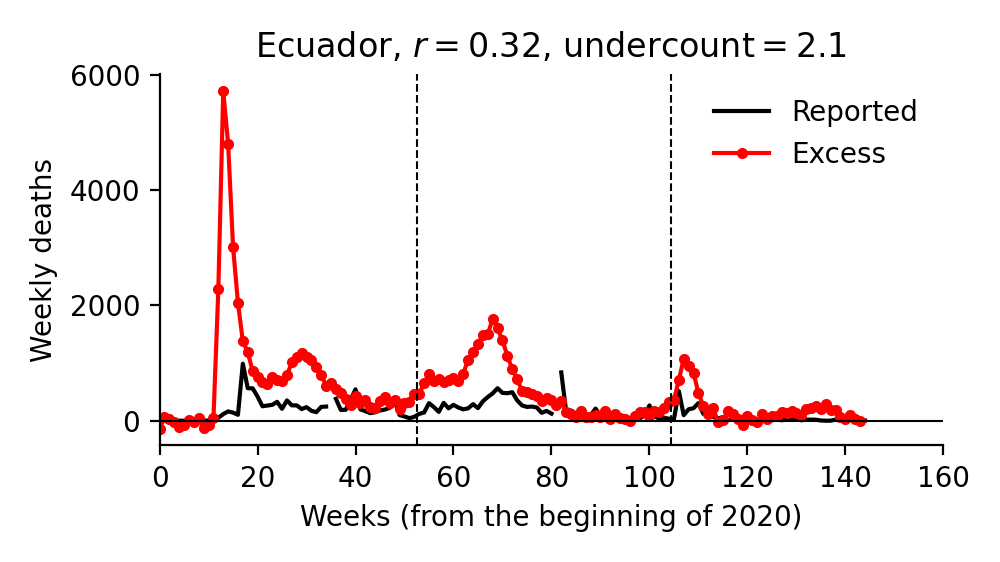 Ecuador, r = 0.32, undercount = 2.1
6000
4000
2000
0
Weekly deaths
Reported
Excess
0 20 40 60 80 100 120 140 160
Weeks (from the beginning of 2020)